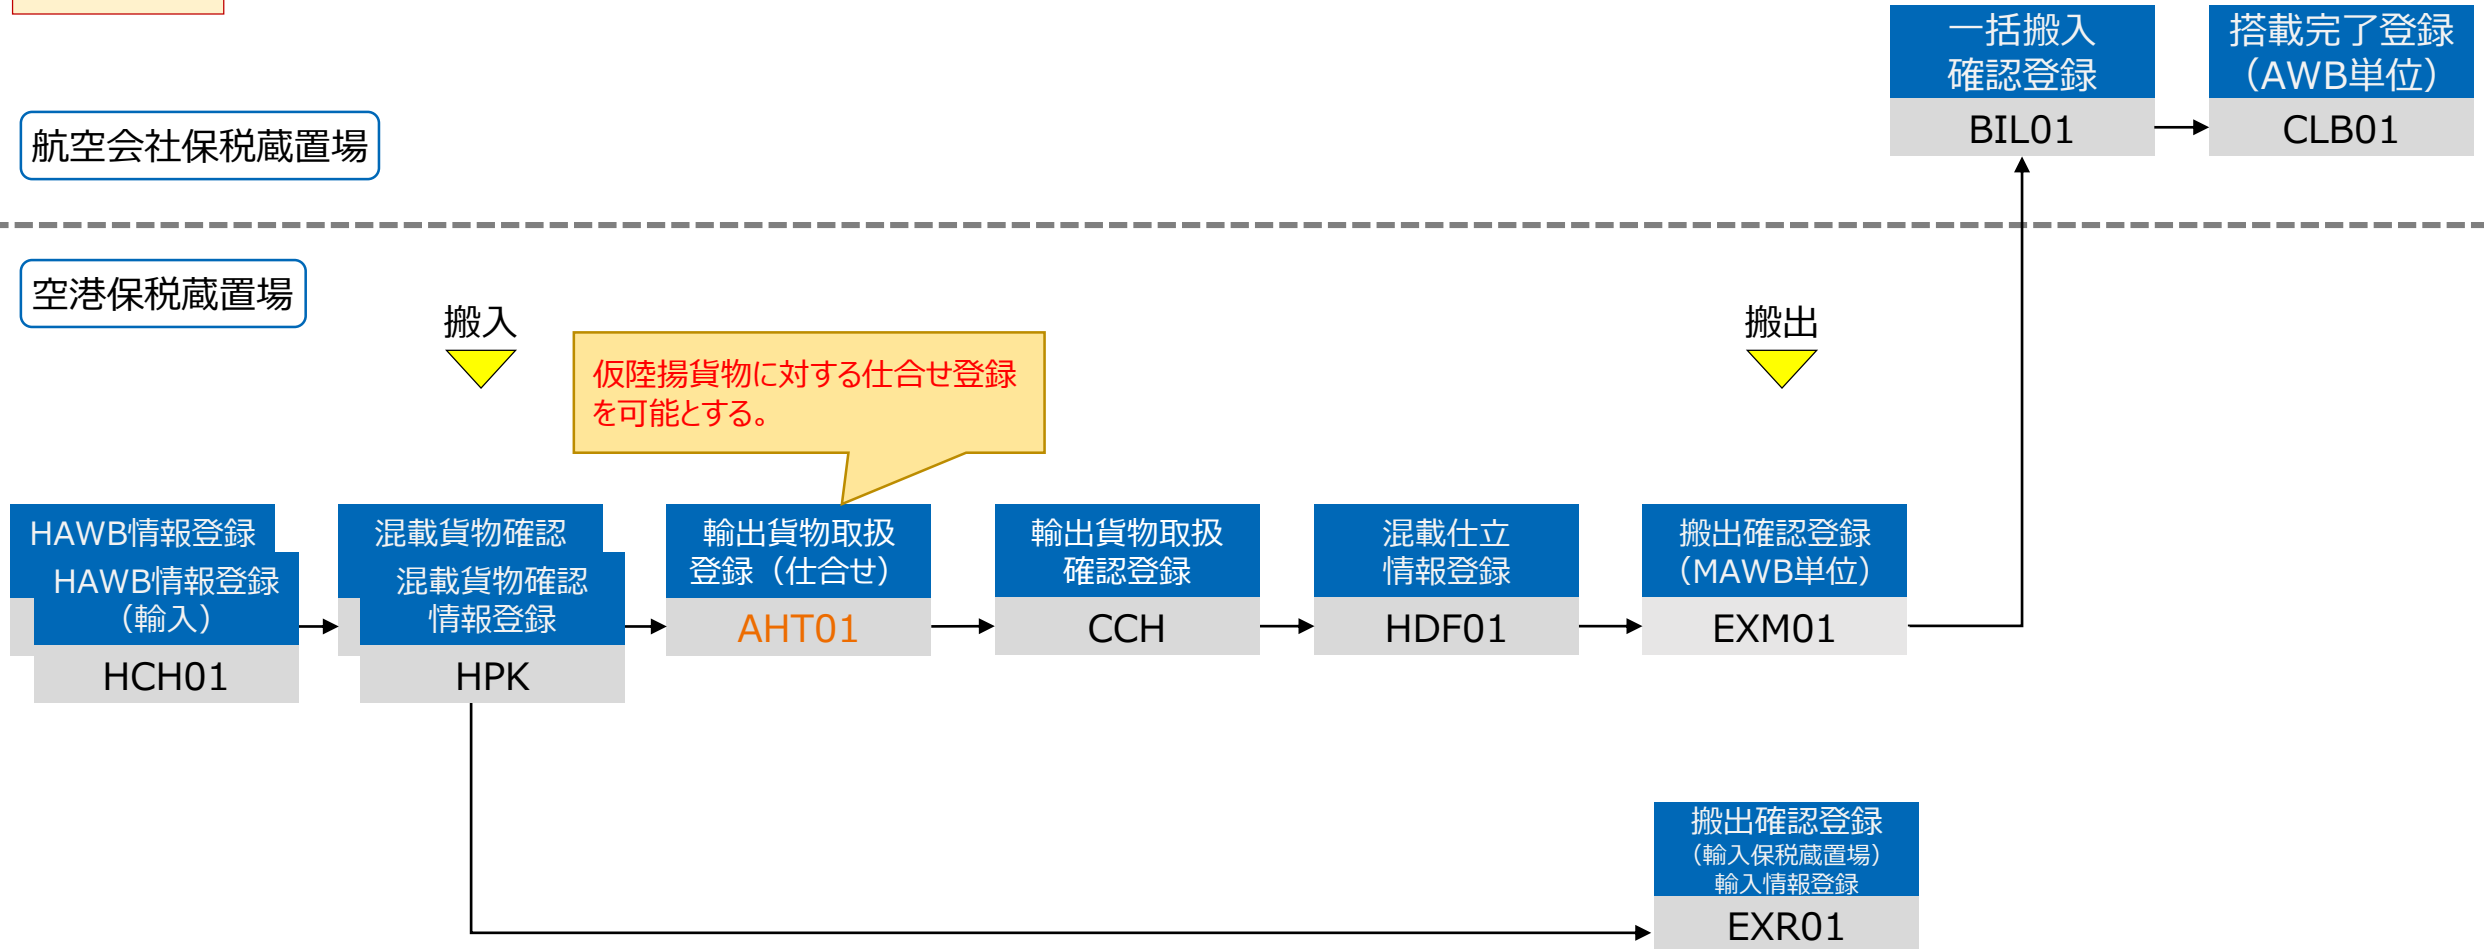 一括搬入
確認登録
BIL01
搭載完了登録
（AWB単位）
CLB01
航空会社保税蔵置場
空港保税蔵置場
搬入
搬出
仮陸揚貨物に対する仕合せ登録
を可能とする。
HAWB情報登録
HAWB情報登録
（輸入）
HCH01
混載貨物確認
混載貨物確認
情報登録
HPK
輸出貨物取扱
登録（仕合せ）
AHT01
輸出貨物取扱
確認登録
CCH
混載仕立
情報登録
HDF01
搬出確認登録
（MAWB単位）
EXM01
搬出確認登録
（輸入保税蔵置場）
輸入情報登録
EXR01